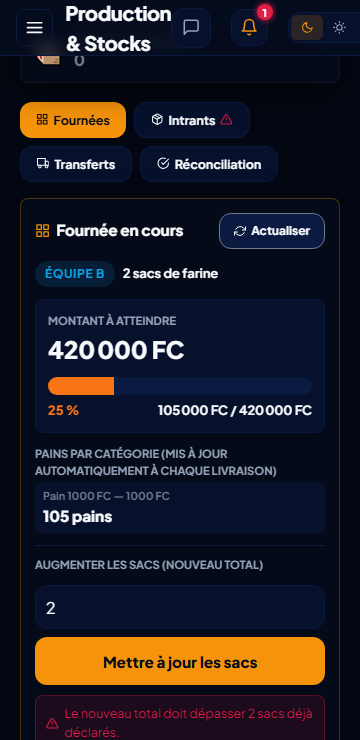 Production
& Stocks
1
0
Fournées
Intrants
Transferts
Réconciliation
Fournée en cours
Actualiser
ÉQUIPE B
2 sacs de farine
MONTANT À ATTEINDRE
420 000 FC
25 %
105 000 FC / 420 000 FC
PAINS PAR CATÉGORIE (MIS À JOUR
AUTOMATIQUEMENT À CHAQUE LIVRAISON)
Pain 1000 FC — 1000 FC
105 pains
AUGMENTER LES SACS (NOUVEAU TOTAL)
2
Mettre à jour les sacs
Le nouveau total doit dépasser 2 sacs déjà
déclarés.